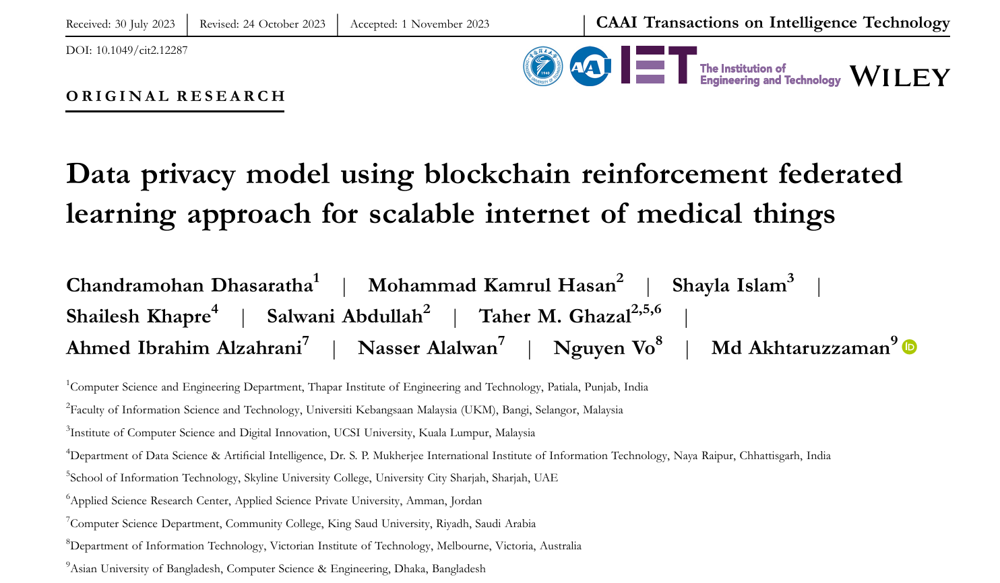 Received: 30 July 2023 | Revised: 24 October 2023 | Accepted: 1 November 2023 | CAAI Transactions on Intelligence Technology
DOI: 10.1049/cit2.12287
1940
CAAI
IET
The Institution of
Engineering and Technology
WILEY
ORIGINAL RESEARCH
Data privacy model using blockchain reinforcement federated
learning approach for scalable internet of medical things
Chandramohan Dhasaratha1 | Mohammad Kamrul Hasan2 | Shayla Islam3 |
Shailesh Khapre4 | Salwani Abdullah2 | Taher M. Ghazal2,5,6 |
Ahmed Ibrahim Alzahrani7 | Nasser Alalwan7 | Nguyen Vo8 | Md Akhtaruzzaman9 iD
1Computer Science and Engineering Department, Thapar Institute of Engineering and Technology, Patiala, Punjab, India
2Faculty of Information Science and Technology, Universiti Kebangsaan Malaysia (UKM), Bangi, Selangor, Malaysia
3Institute of Computer Science and Digital Innovation, UCSI University, Kuala Lumpur, Malaysia
4Department of Data Science & Artificial Intelligence, Dr. S. P. Mukherjee International Institute of Information Technology, Naya Raipur, Chhattisgarh, India
5School of Information Technology, Skyline University College, University City Sharjah, Sharjah, UAE
6Applied Science Research Center, Applied Science Private University, Amman, Jordan
7Computer Science Department, Community College, King Saud University, Riyadh, Saudi Arabia
8Department of Information Technology, Victorian Institute of Technology, Melbourne, Victoria, Australia
9Asian University of Bangladesh, Computer Science & Engineering, Dhaka, Bangladesh